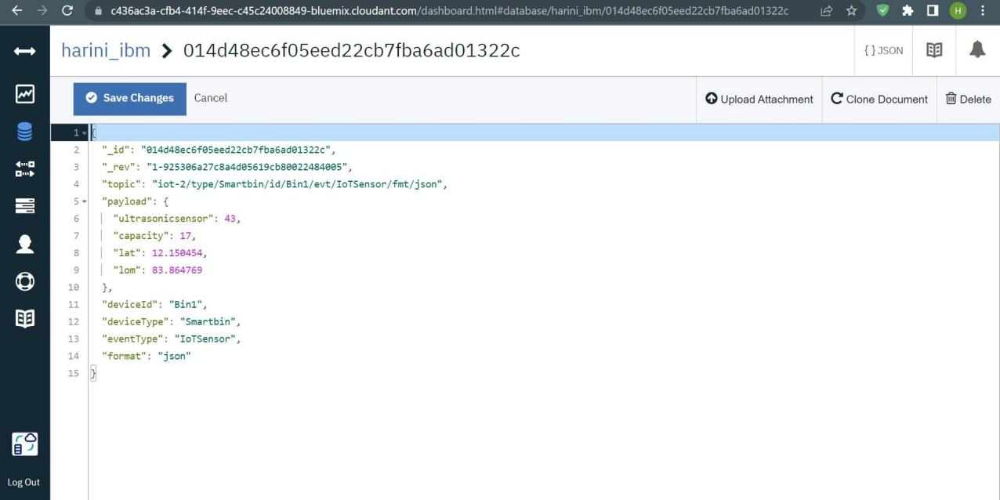 c436ac3a-cfb4-414f-9eec-c45c24008849-bluemix.cloudant.com/dashboard.html#database/harini_ibm/014d48ec6f05eed22cb7fba6ad01322c
H
harini_ibm > 014d48ec6f05eed22cb7fba6ad01322c
{ } JSON
Save Changes Cancel
Upload Attachment Clone Document Delete
1 {
2 "_id": "014d48ec6f05eed22cb7fba6ad01322c",
3 "_rev": "1-925306a27c8a4d05619cb80022484005",
4 "topic": "iot-2/type/Smartbin/id/Bin1/evt/IoTSensor/fmt/json",
5 "payload": {
6 "ultrasonicsensor": 43,
7 "capacity": 17,
8 "lat": 12.150454,
9 "lom": 83.864769
10 },
11 "deviceId": "Bin1",
12 "deviceType": "Smartbin",
13 "eventType": "IoTSensor",
14 "format": "json"
15 }
Log Out